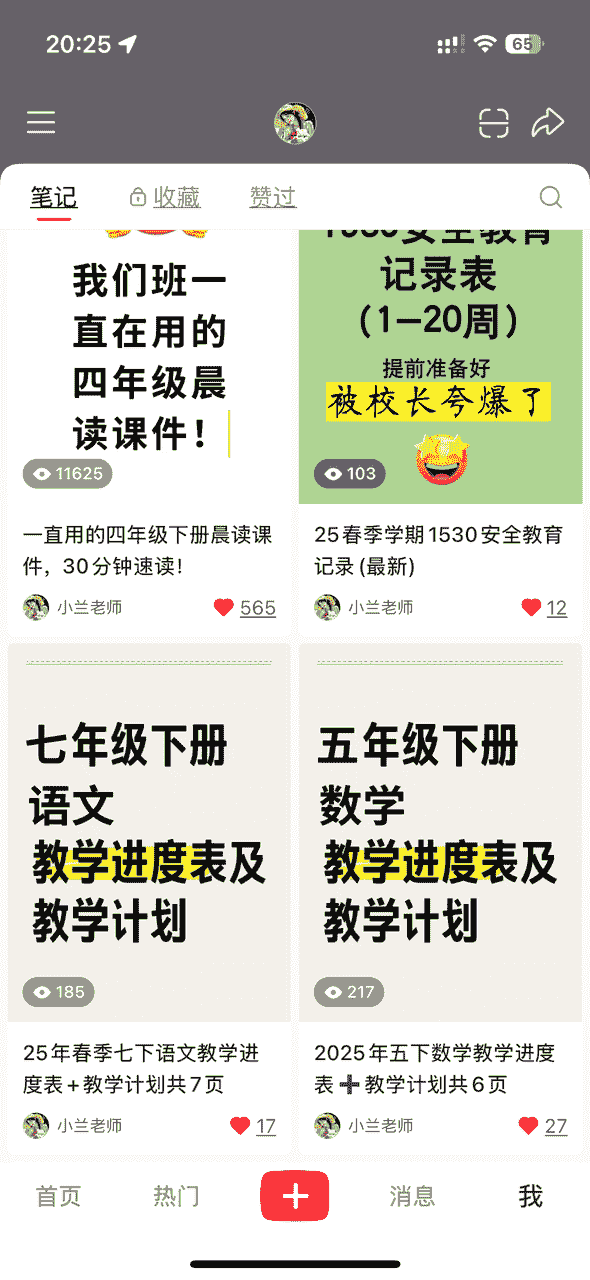 20:25
65
笔记
收藏
赞过
我们班一
直在用的
四年级晨
读课件！
11625
一直用的四年级下册晨读课
件，30分钟速读！
小兰老师
565
1530安全教育
记录表
（1—20周）
提前准备好
被校长夸爆了
103
25春季学期1530安全教育
记录(最新)
小兰老师
12
七年级下册
语文
教学进度表及
教学计划
185
25年春季七下语文教学进
度表+教学计划共7页
小兰老师
17
五年级下册
数学
教学进度表及
教学计划
217
2025年五下数学教学进度
表➕教学计划共6页
小兰老师
27
首页
热门
消息
我